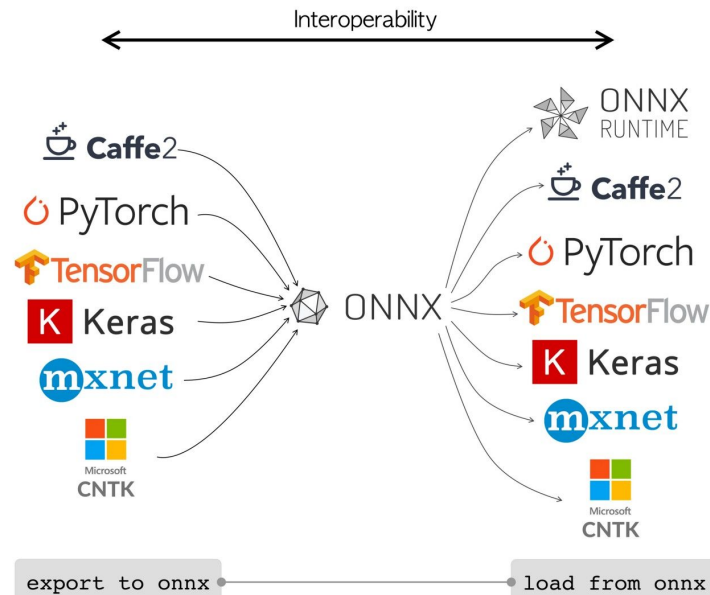 Interoperability
Caffe2
PyTorch
TensorFlow
K Keras
mxnet
Microsoft
CNTK
ONNX
ONNX
RUNTIME
Caffe2
PyTorch
TensorFlow
K Keras
mxnet
Microsoft
CNTK
export to onnx
load from onnx